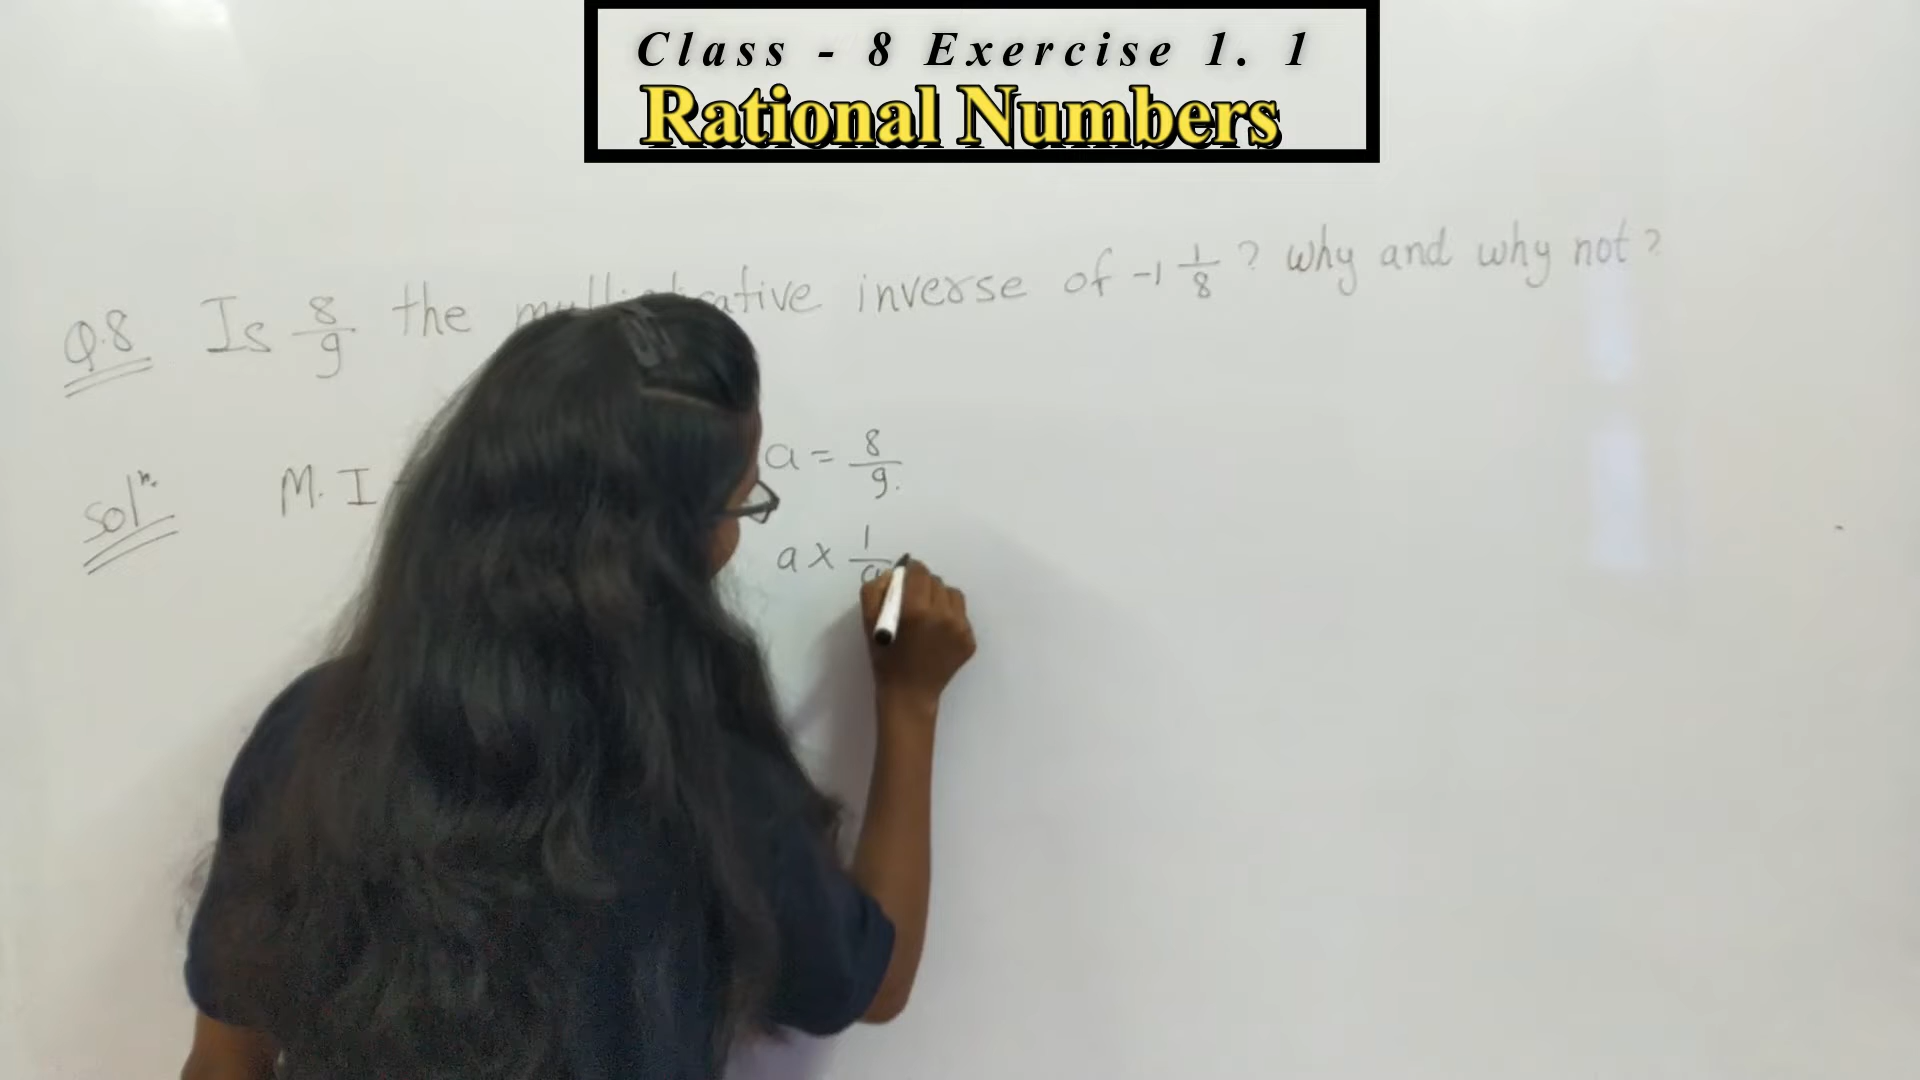 Class - 8 Exercise 1. 1
Rational Numbers
Q.8 Is 8/9 the inverse of -1 1/8 ? why and why not?
Solⁿ. M. I a = 8/9.
a × 1/a